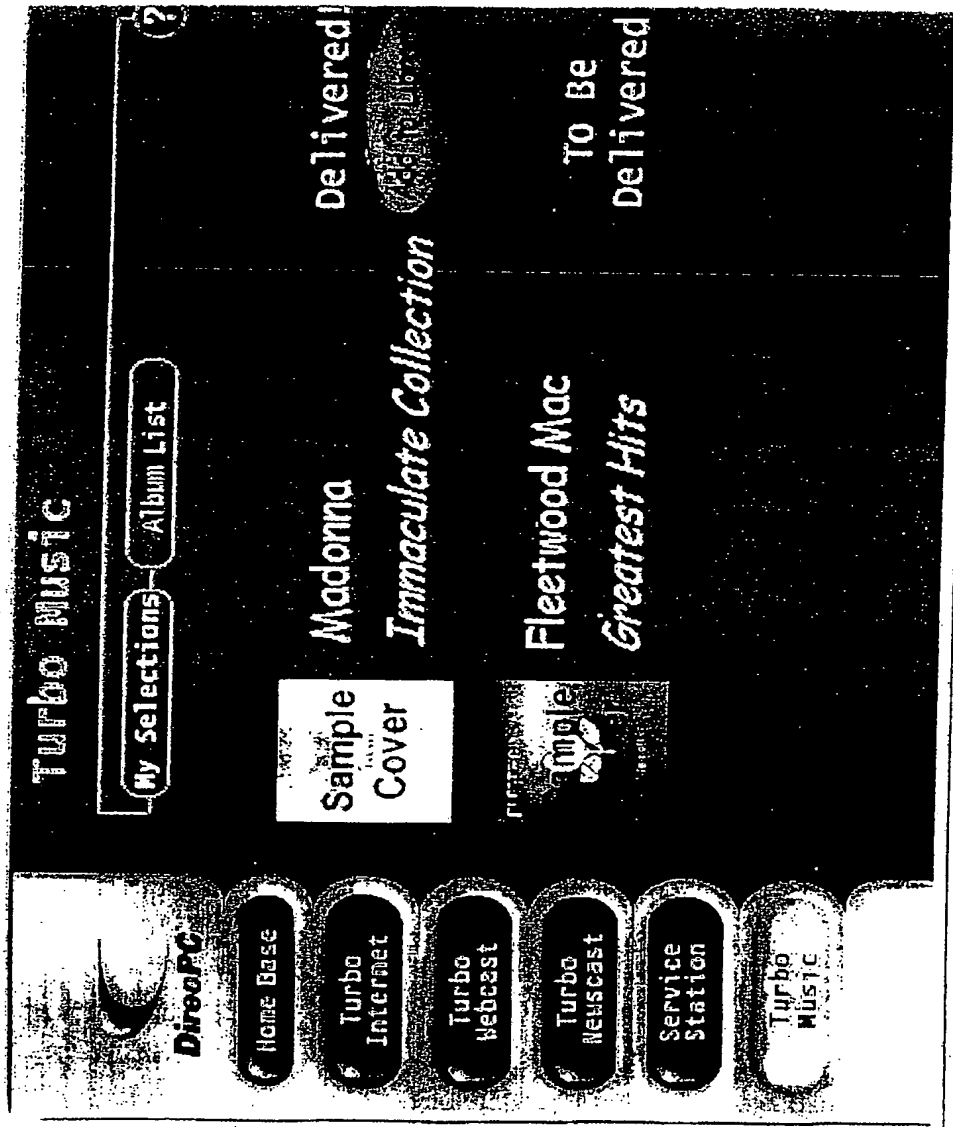 Turbo Music
My Selections
Album List
?
DirecPC
Home Base
Turbo
Internet
Turbo
Webcast
Turbo
Newscast
Service
Station
Turbo
Music
Sample
Cover
Madonna
Immaculate Collection
Delivered!
Fleetwood Mac
Greatest Hits
To Be
Delivered